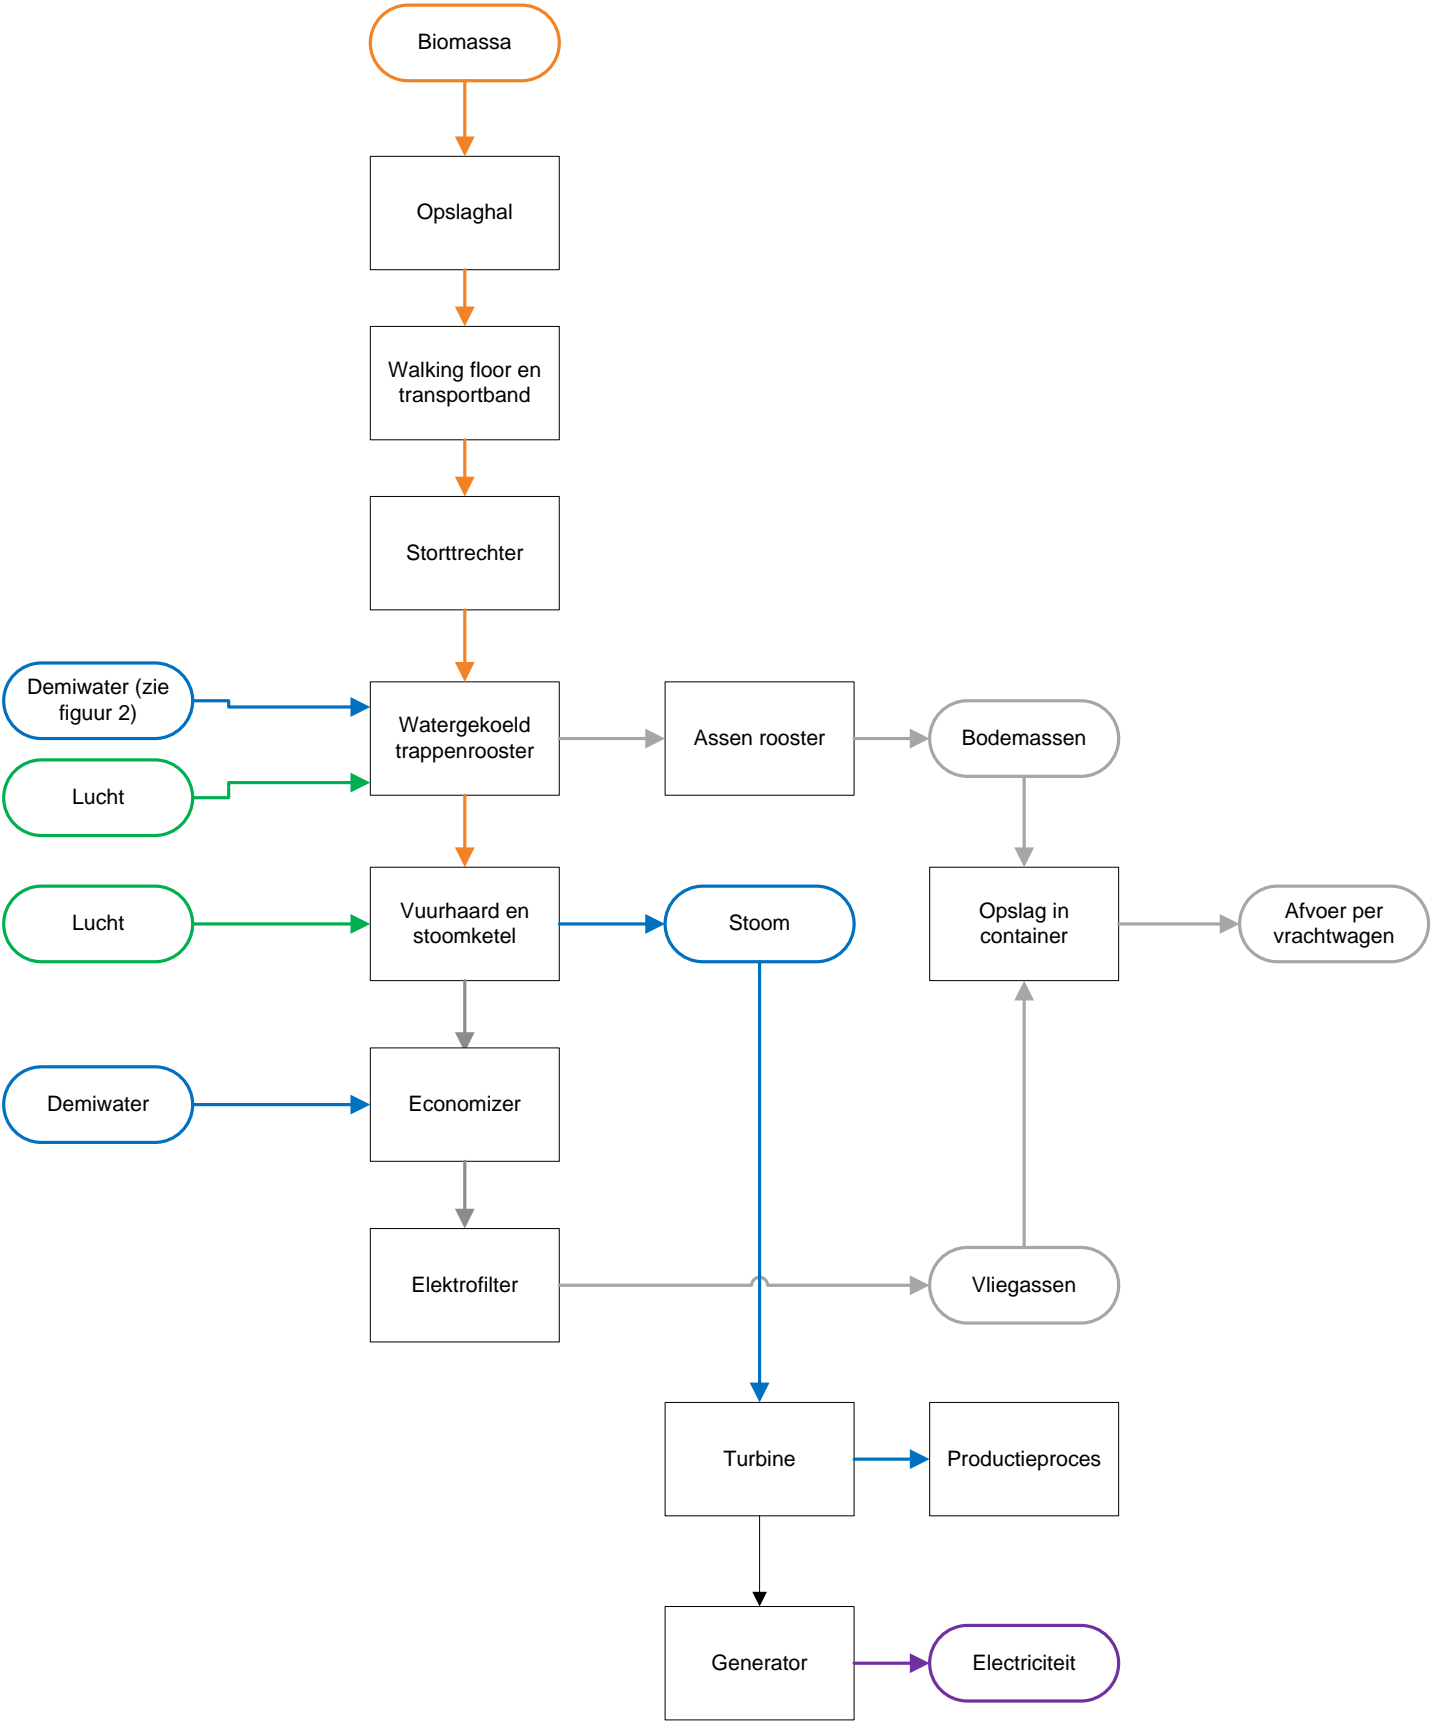 Biomassa
Opslaghal
Walking floor en
transportband
Storttrechter
Demiwater (zie
figuur 2)
Watergekoeld
trappenrooster
Assen rooster
Bodemassen
Lucht
Lucht
Vuurhaard en
stoomketel
Stoom
Opslag in
container
Afvoer per
vrachtwagen
Demiwater
Economizer
Elektrofilter
Vliegassen
Turbine
Productieproces
Generator
Electriciteit